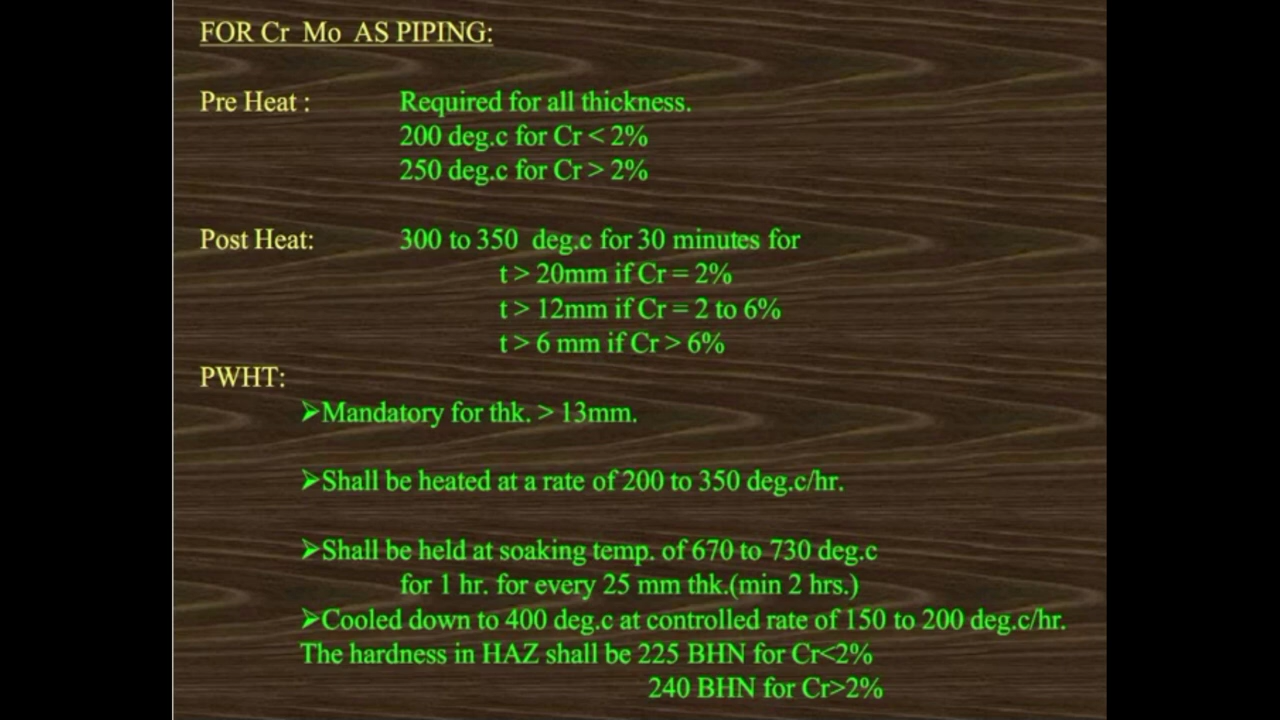 FOR Cr Mo AS PIPING:
Pre Heat : Required for all thickness.
200 deg.c for Cr < 2%
250 deg.c for Cr > 2%
Post Heat: 300 to 350 deg.c for 30 minutes for
t > 20mm if Cr = 2%
t > 12mm if Cr = 2 to 6%
t > 6 mm if Cr > 6%
PWHT:
➢Mandatory for thk. > 13mm.
➢Shall be heated at a rate of 200 to 350 deg.c/hr.
➢Shall be held at soaking temp. of 670 to 730 deg.c
for 1 hr. for every 25 mm thk.(min 2 hrs.)
➢Cooled down to 400 deg.c at controlled rate of 150 to 200 deg.c/hr.
The hardness in HAZ shall be 225 BHN for Cr<2%
240 BHN for Cr>2%